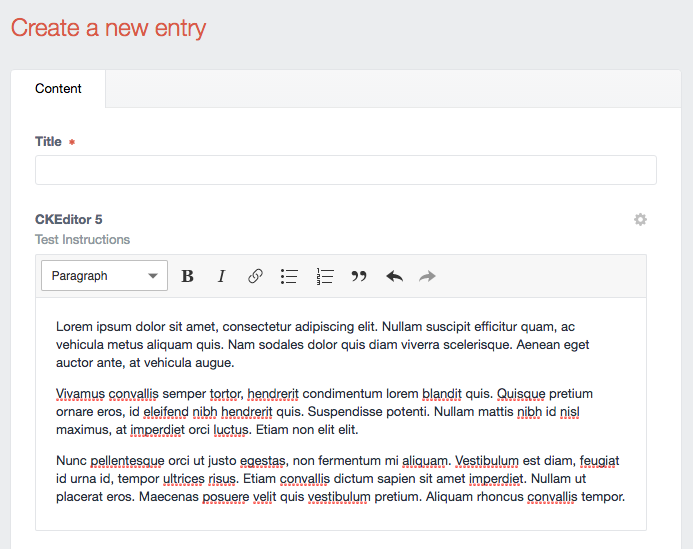 Create a new entry
Content
Title *
CKEditor 5
Test Instructions
Paragraph B I
Lorem ipsum dolor sit amet, consectetur adipiscing elit. Nullam suscipit efficitur quam, ac
vehicula metus aliquam quis. Nam sodales dolor quis diam viverra scelerisque. Aenean eget
auctor ante, at vehicula augue.
Vivamus convallis semper tortor, hendrerit condimentum lorem blandit quis. Quisque pretium
ornare eros, id eleifend nibh hendrerit quis. Suspendisse potenti. Nullam mattis nibh id nisl
maximus, at imperdiet orci luctus. Etiam non elit elit.
Nunc pellentesque orci ut justo egestas, non fermentum mi aliquam. Vestibulum est diam, feugiat
id urna id, tempor ultrices risus. Etiam convallis dictum sapien sit amet imperdiet. Nullam ut
placerat eros. Maecenas posuere velit quis vestibulum pretium. Aliquam rhoncus convallis tempor.